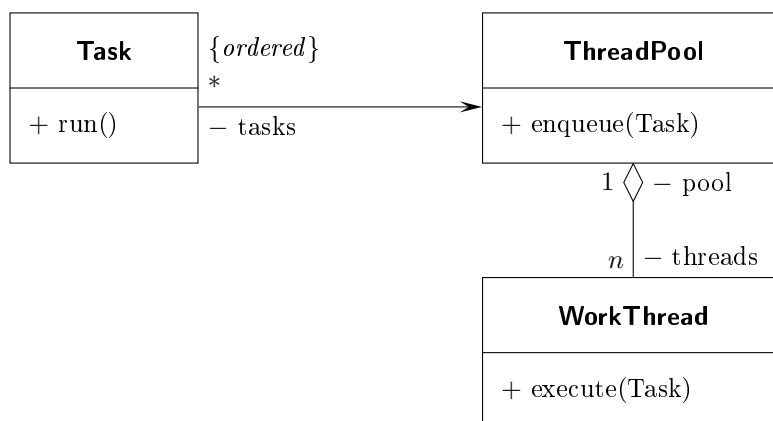 Task
+ run()
{ordered}
*
− tasks
ThreadPool
+ enqueue(Task)
1
− pool
n
− threads
WorkThread
+ execute(Task)